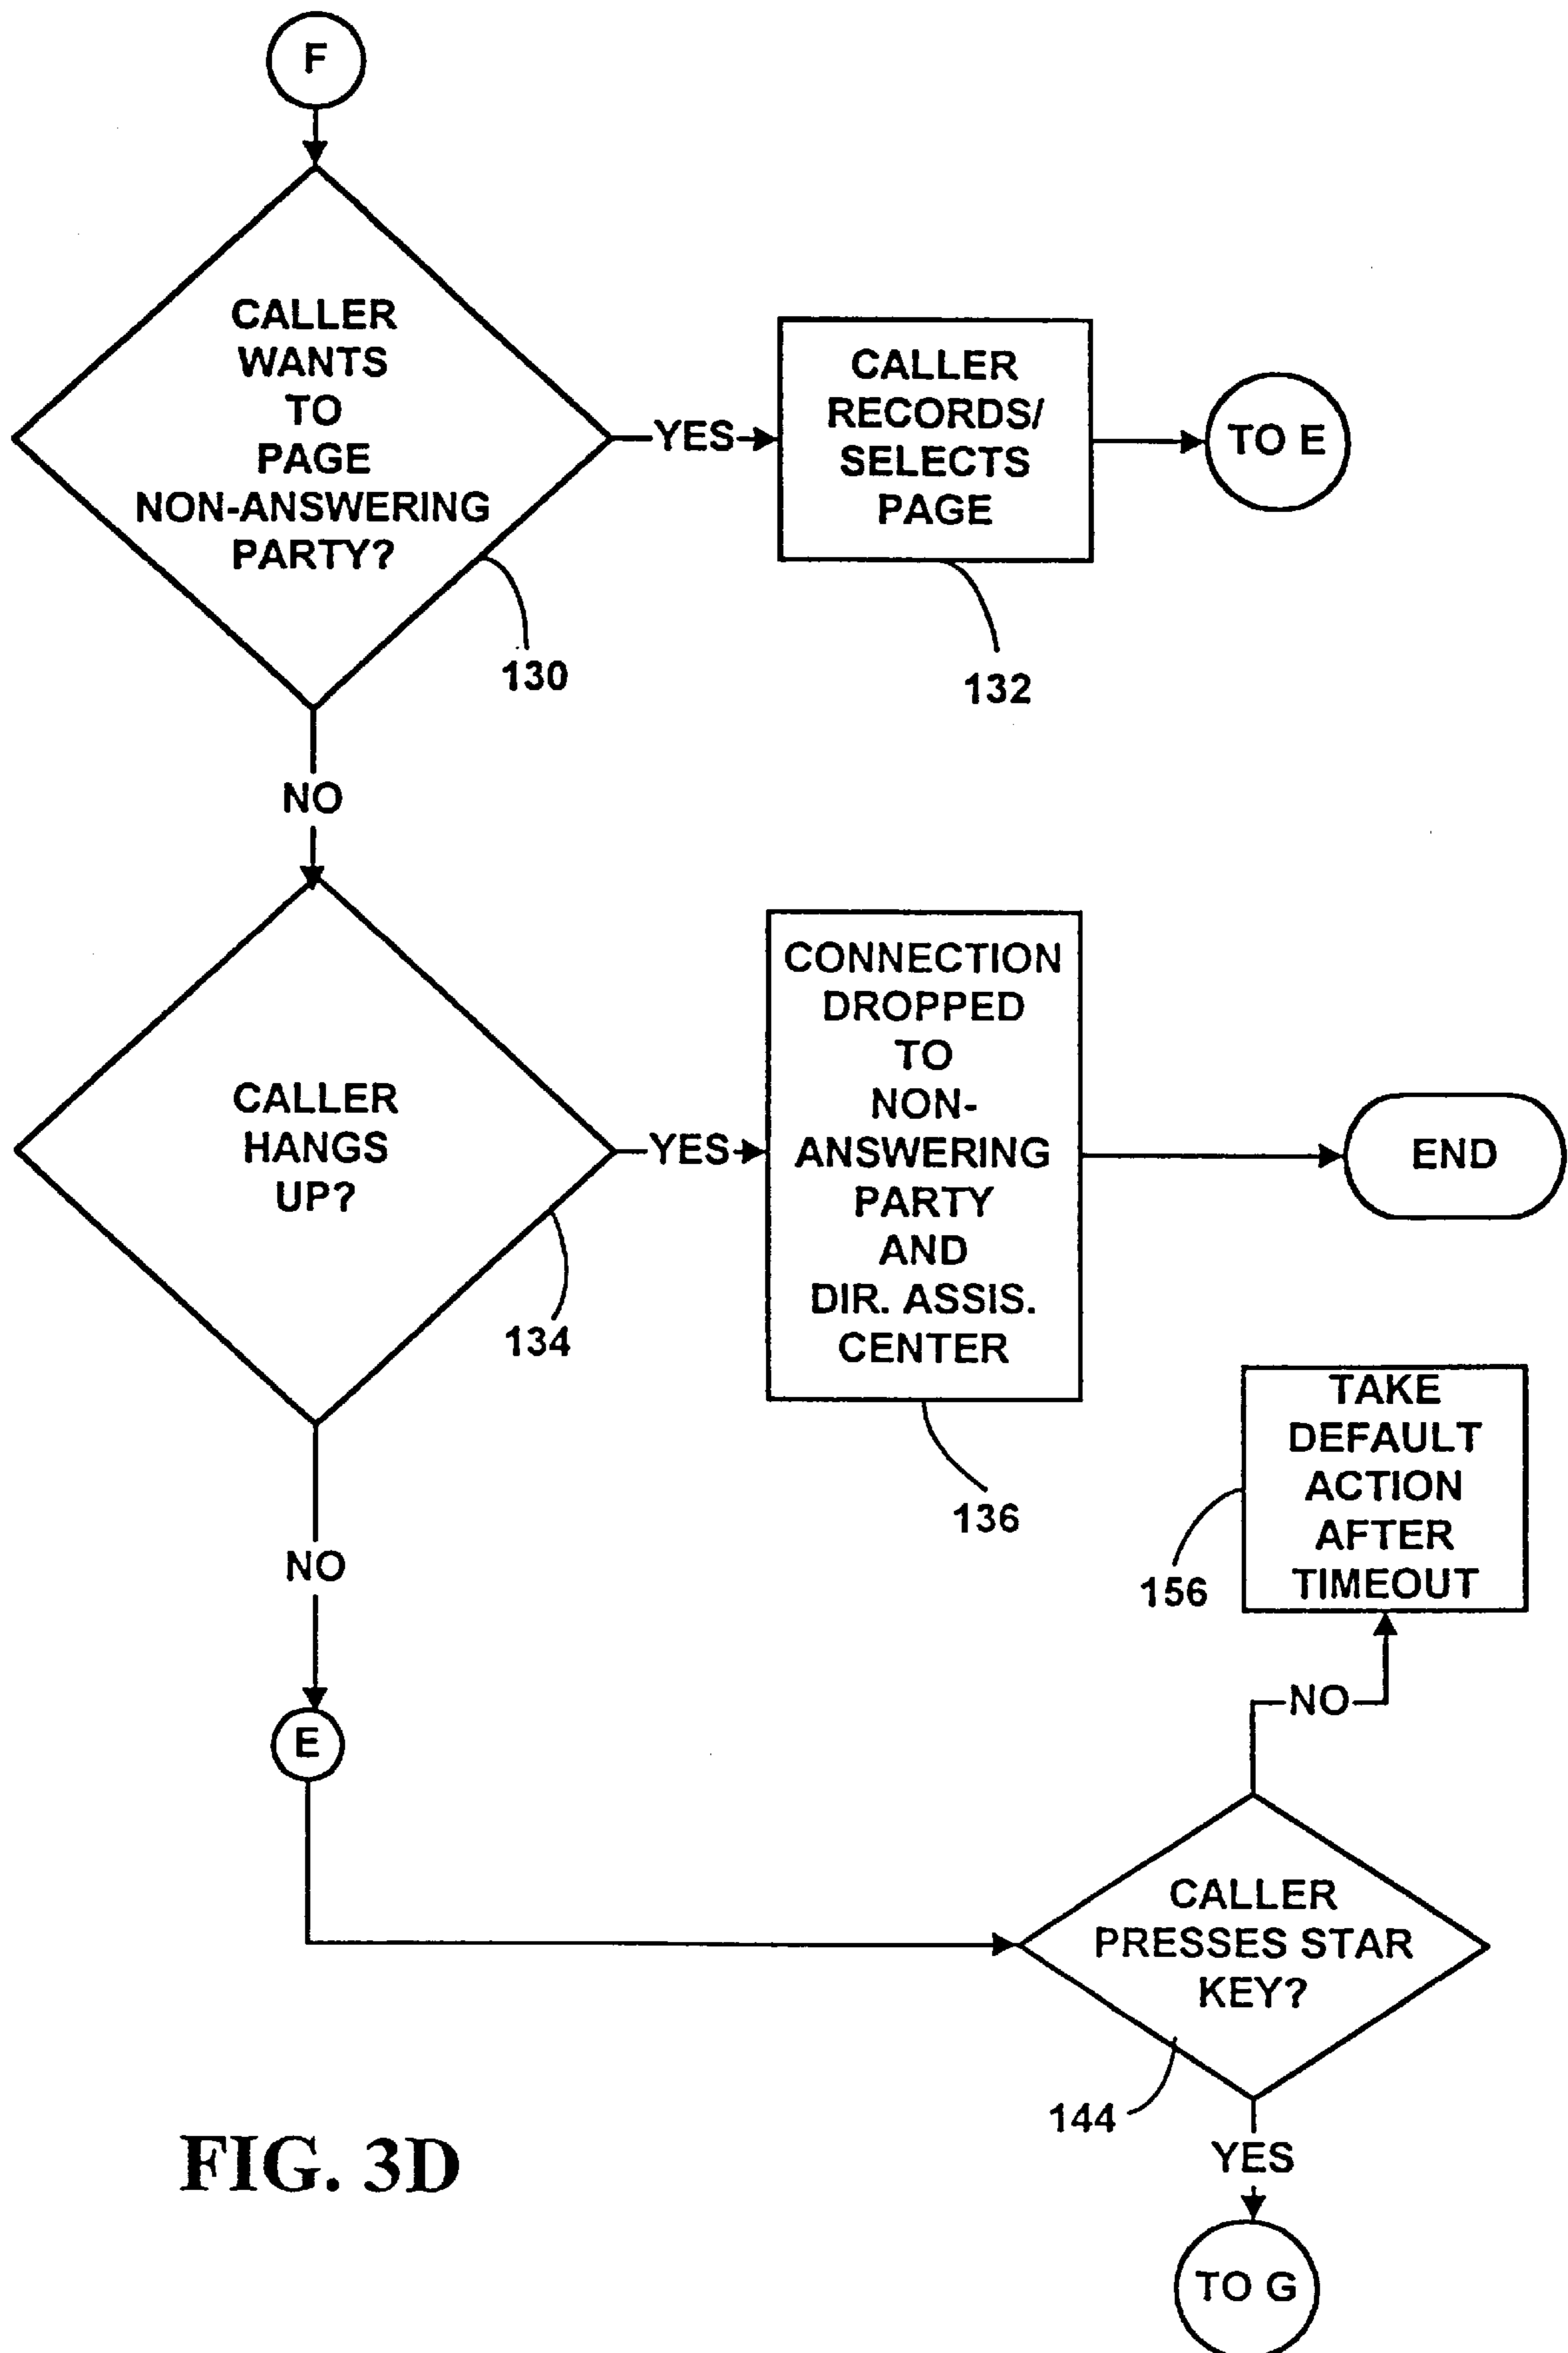 F
CALLER
WANTS
TO
PAGE
NON-ANSWERING
PARTY?
YES
CALLER
RECORDS/
SELECTS
PAGE
TO E
130
132
NO
CALLER
HANGS
UP?
YES
CONNECTION
DROPPED
TO
NON-
ANSWERING
PARTY
AND
DIR. ASSIS.
CENTER
END
134
136
TAKE
DEFAULT
ACTION
AFTER
TIMEOUT
156
NO
NO
E
CALLER
PRESSES STAR
KEY?
144
YES
TO G
FIG. 3D